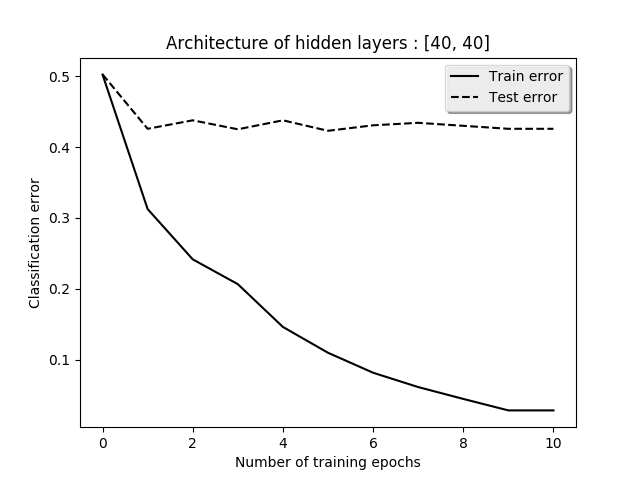 Architecture of hidden layers : [40, 40]
Train error
Test error
Classification error
0.5
0.4
0.3
0.2
0.1
0 2 4 6 8 10
Number of training epochs